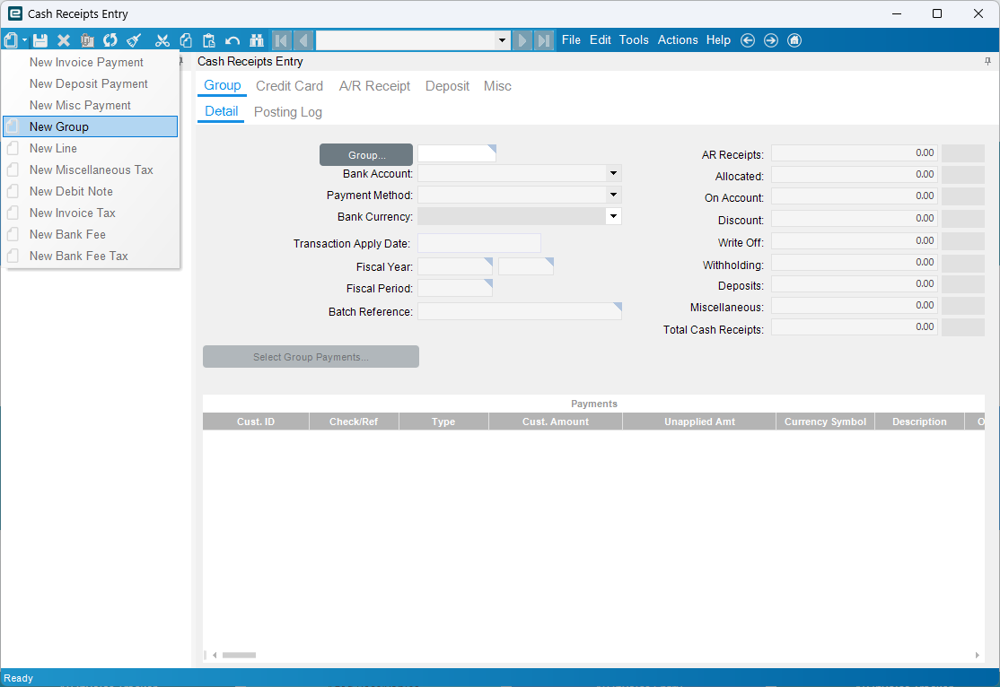 Cash Receipts Entry
File Edit Tools Actions Help
New Invoice Payment
New Deposit Payment
New Misc Payment
New Group
New Line
New Miscellaneous Tax
New Debit Note
New Invoice Tax
New Bank Fee
New Bank Fee Tax
Cash Receipts Entry
Group Credit Card A/R Receipt Deposit Misc
Detail Posting Log
Group...
Bank Account:
Payment Method:
Bank Currency:
Transaction Apply Date:
Fiscal Year:
Fiscal Period:
Batch Reference:
AR Receipts: 0.00
Allocated: 0.00
On Account: 0.00
Discount: 0.00
Write Off: 0.00
Withholding: 0.00
Deposits: 0.00
Miscellaneous: 0.00
Total Cash Receipts: 0.00
Select Group Payments...
Payments
Cust. ID Check/Ref Type Cust. Amount Unapplied Amt Currency Symbol Description
Ready